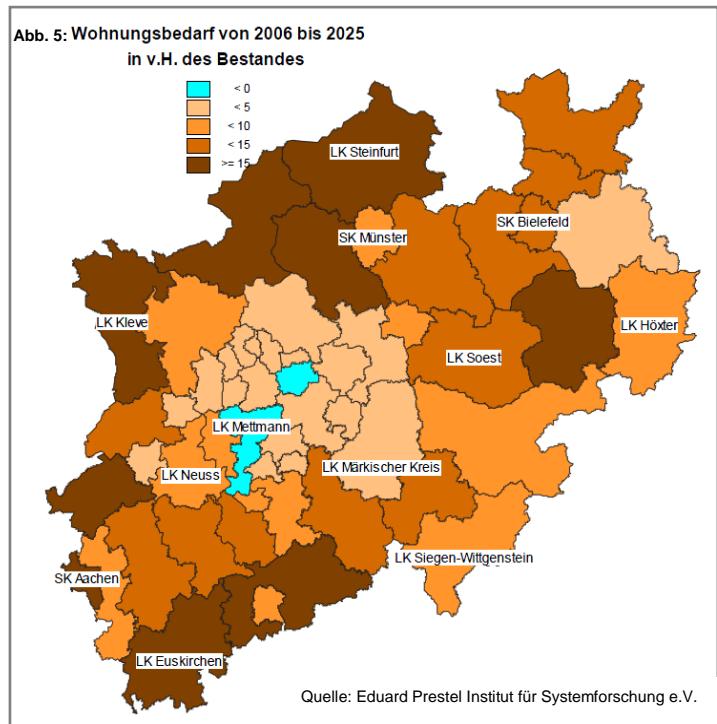 Abb. 5: Wohnungsbedarf von 2006 bis 2025
in v.H. des Bestandes
< 0
< 5
< 10
< 15
>= 15
LK Steinfurt
SK Bielefeld
SK Münster
LK Kleve
LK Höxter
LK Soest
LK Mettmann
LK Märkischer Kreis
LK Neuss
LK Siegen-Wittgenstein
SK Aachen
LK Euskirchen
Quelle: Eduard Prestel Institut für Systemforschung e.V.